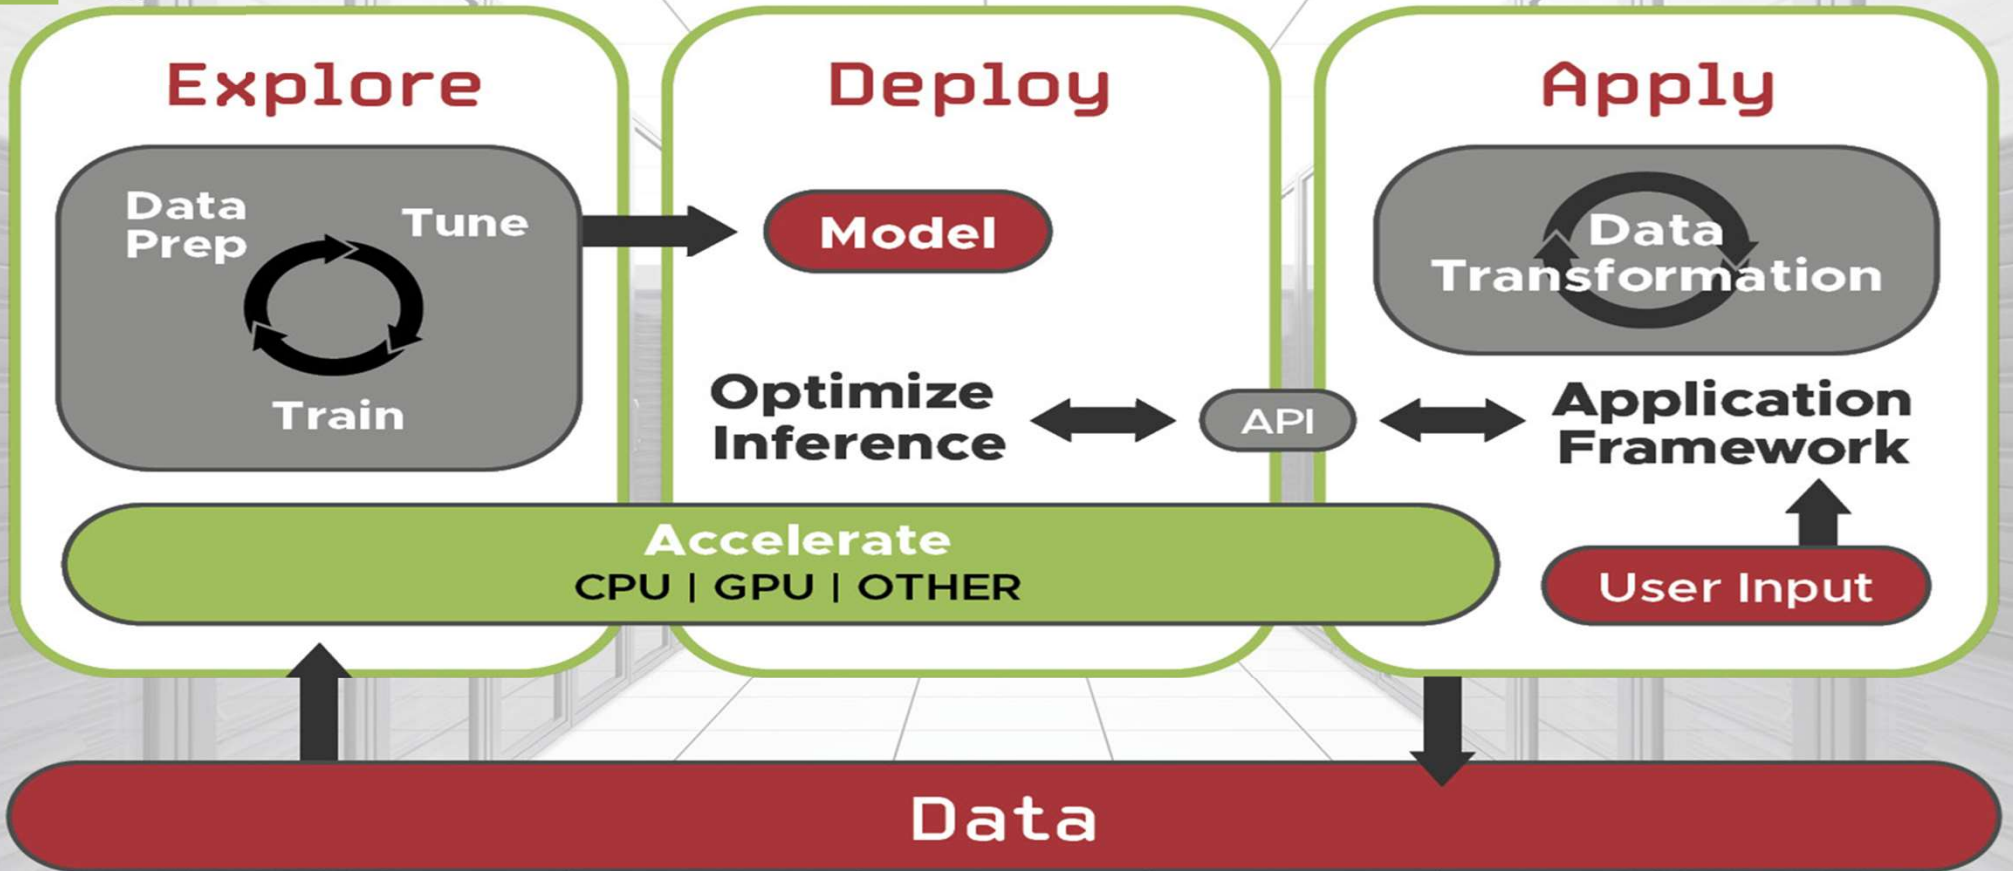 Explore
Data
Prep
Tune
Train
Deploy
Model
Optimize
Inference
API
Apply
Data
Transformation
Application
Framework
User Input
Accelerate
CPU | GPU | OTHER
Data